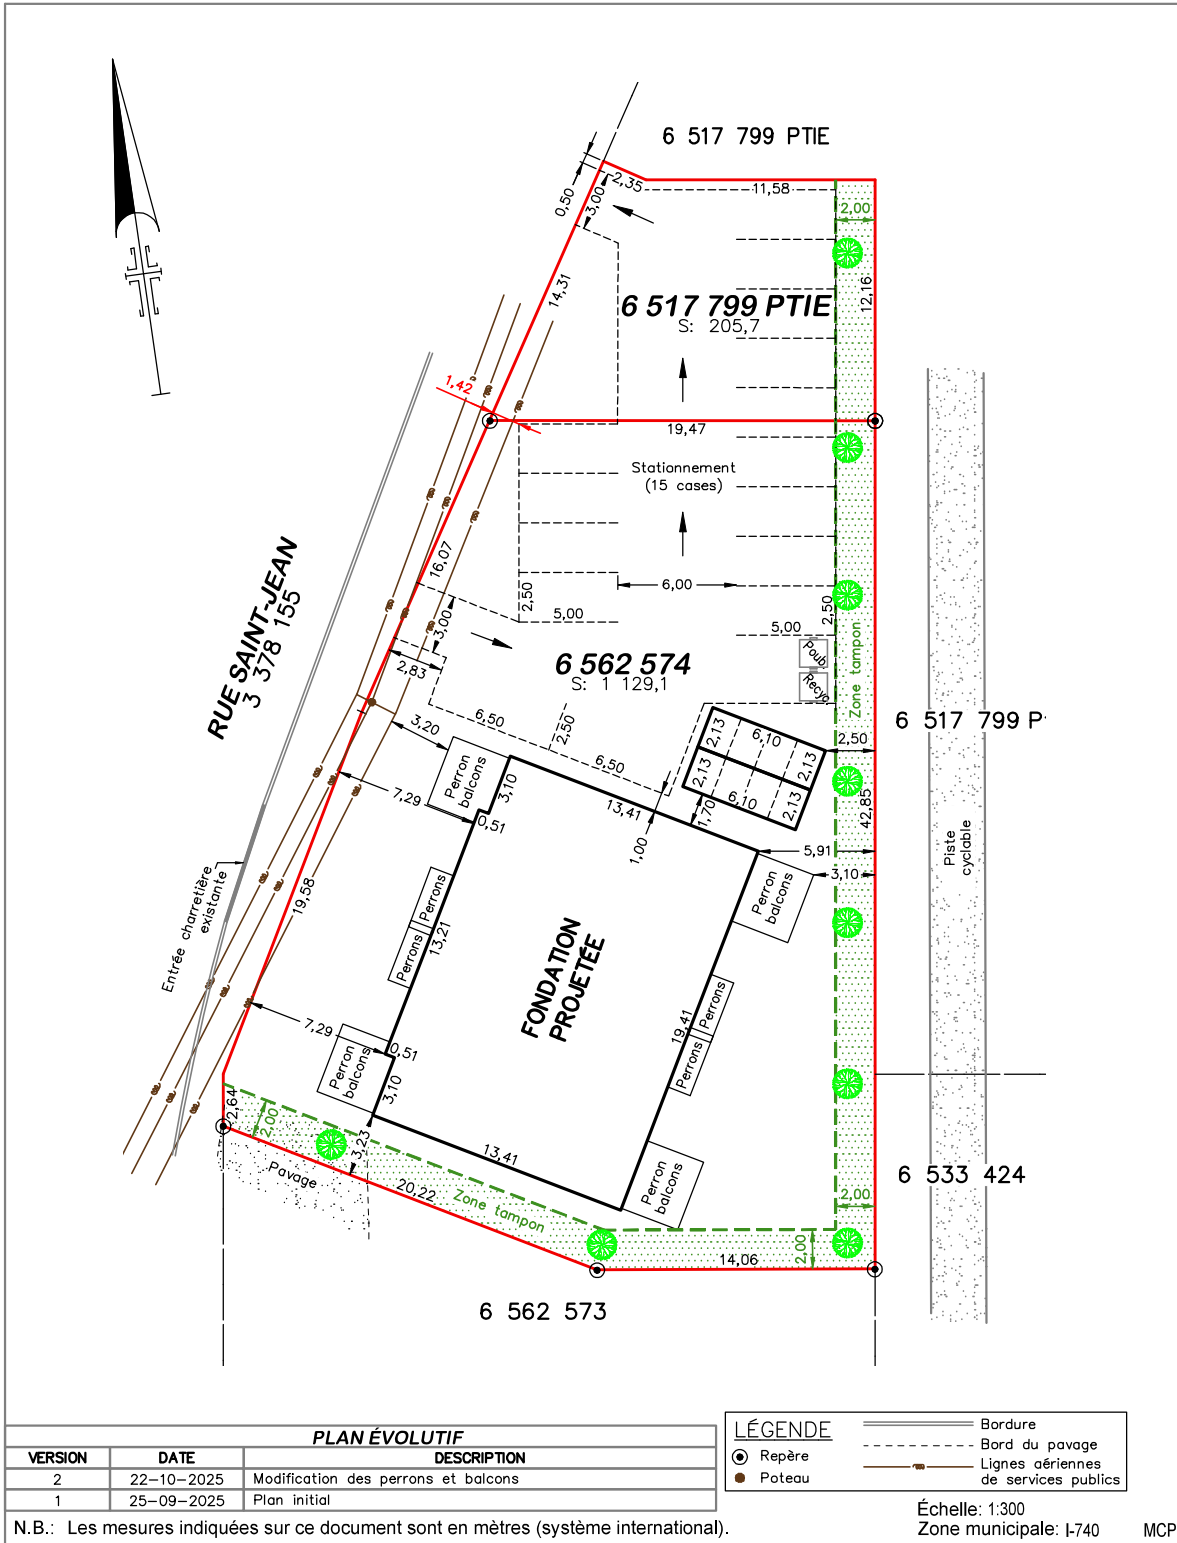 6 517 799 PTIE
0,50
2,35
3,00
11,58
2,00
14,31
12,16
6 517 799 PTIE
S: 205,7
1,42
19,47
Stationnement
(15 cases)
16,07
6,00
2,50
2,50
5,00
5,00
3,00
RUE SAINT-JEAN
3 378 155
2,83
6 562 574
S: 1 129,1
Poub.
Recyc
Zone tampon
6,50
2,50
3,20
6,50
2,13
6,10
2,13
2,50
2,13
6,10
2,13
6 517 799 P
Perron
balcons
3,10
7,29
0,51
13,41
1,70
42,85
1,00
5,91
3,10
Piste
cyclable
Entrée charretière
existante
19,58
Perrons
Perrons
13,21
Perron
balcons
FONDATION
PROJETÉE
19,41
Perrons
Perrons
7,29
0,51
Perron
balcons
3,10
2,64
2,00
3,23
Pavage
13,41
20,22
Zone tampon
Perron
balcons
6 533 424
2,00
2,00
14,06
6 562 573
PLAN ÉVOLUTIF
VERSION DATE DESCRIPTION
2 22-10-2025 Modification des perrons et balcons
1 25-09-2025 Plan initial
N.B.: Les mesures indiquées sur ce document sont en mètres (système international).
LÉGENDE
Repère
Poteau
Bordure
Bord du pavage
Lignes aériennes
de services publics
Échelle: 1:300
Zone municipale: I-740 MCP